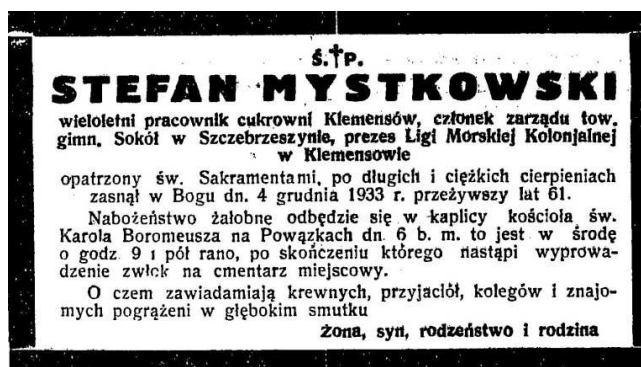 Ś.†P.
STEFAN MYSTKOWSKI
wieloletni pracownik cukrowni Klemensów, członek zarządu tow.
gimn. Sokół w Szczebrzeszynie, prezes Ligi Morskiej Kolonjalnej
w Klemensowie
opatrzony św. Sakramentami, po długich i ciężkich cierpieniach
zasnął w Bogu dn. 4 grudnia 1933 r. przeżywszy lat 61.
Nabożeństwo żałobne odbędzie się w kaplicy kościoła św.
Karola Boromeusza na Powązkach dn. 6 b. m. to jest w środę
o godz 9 i pół rano, po skończeniu którego nastąpi wyprowa-
dzenie zwłok na cmentarz miejscowy.
O czem zawiadamiają krewnych, przyjaciół, kolegów i znajo-
mych pogrążeni w głębokim smutku
żona, syn, rodzeństwo i rodzina